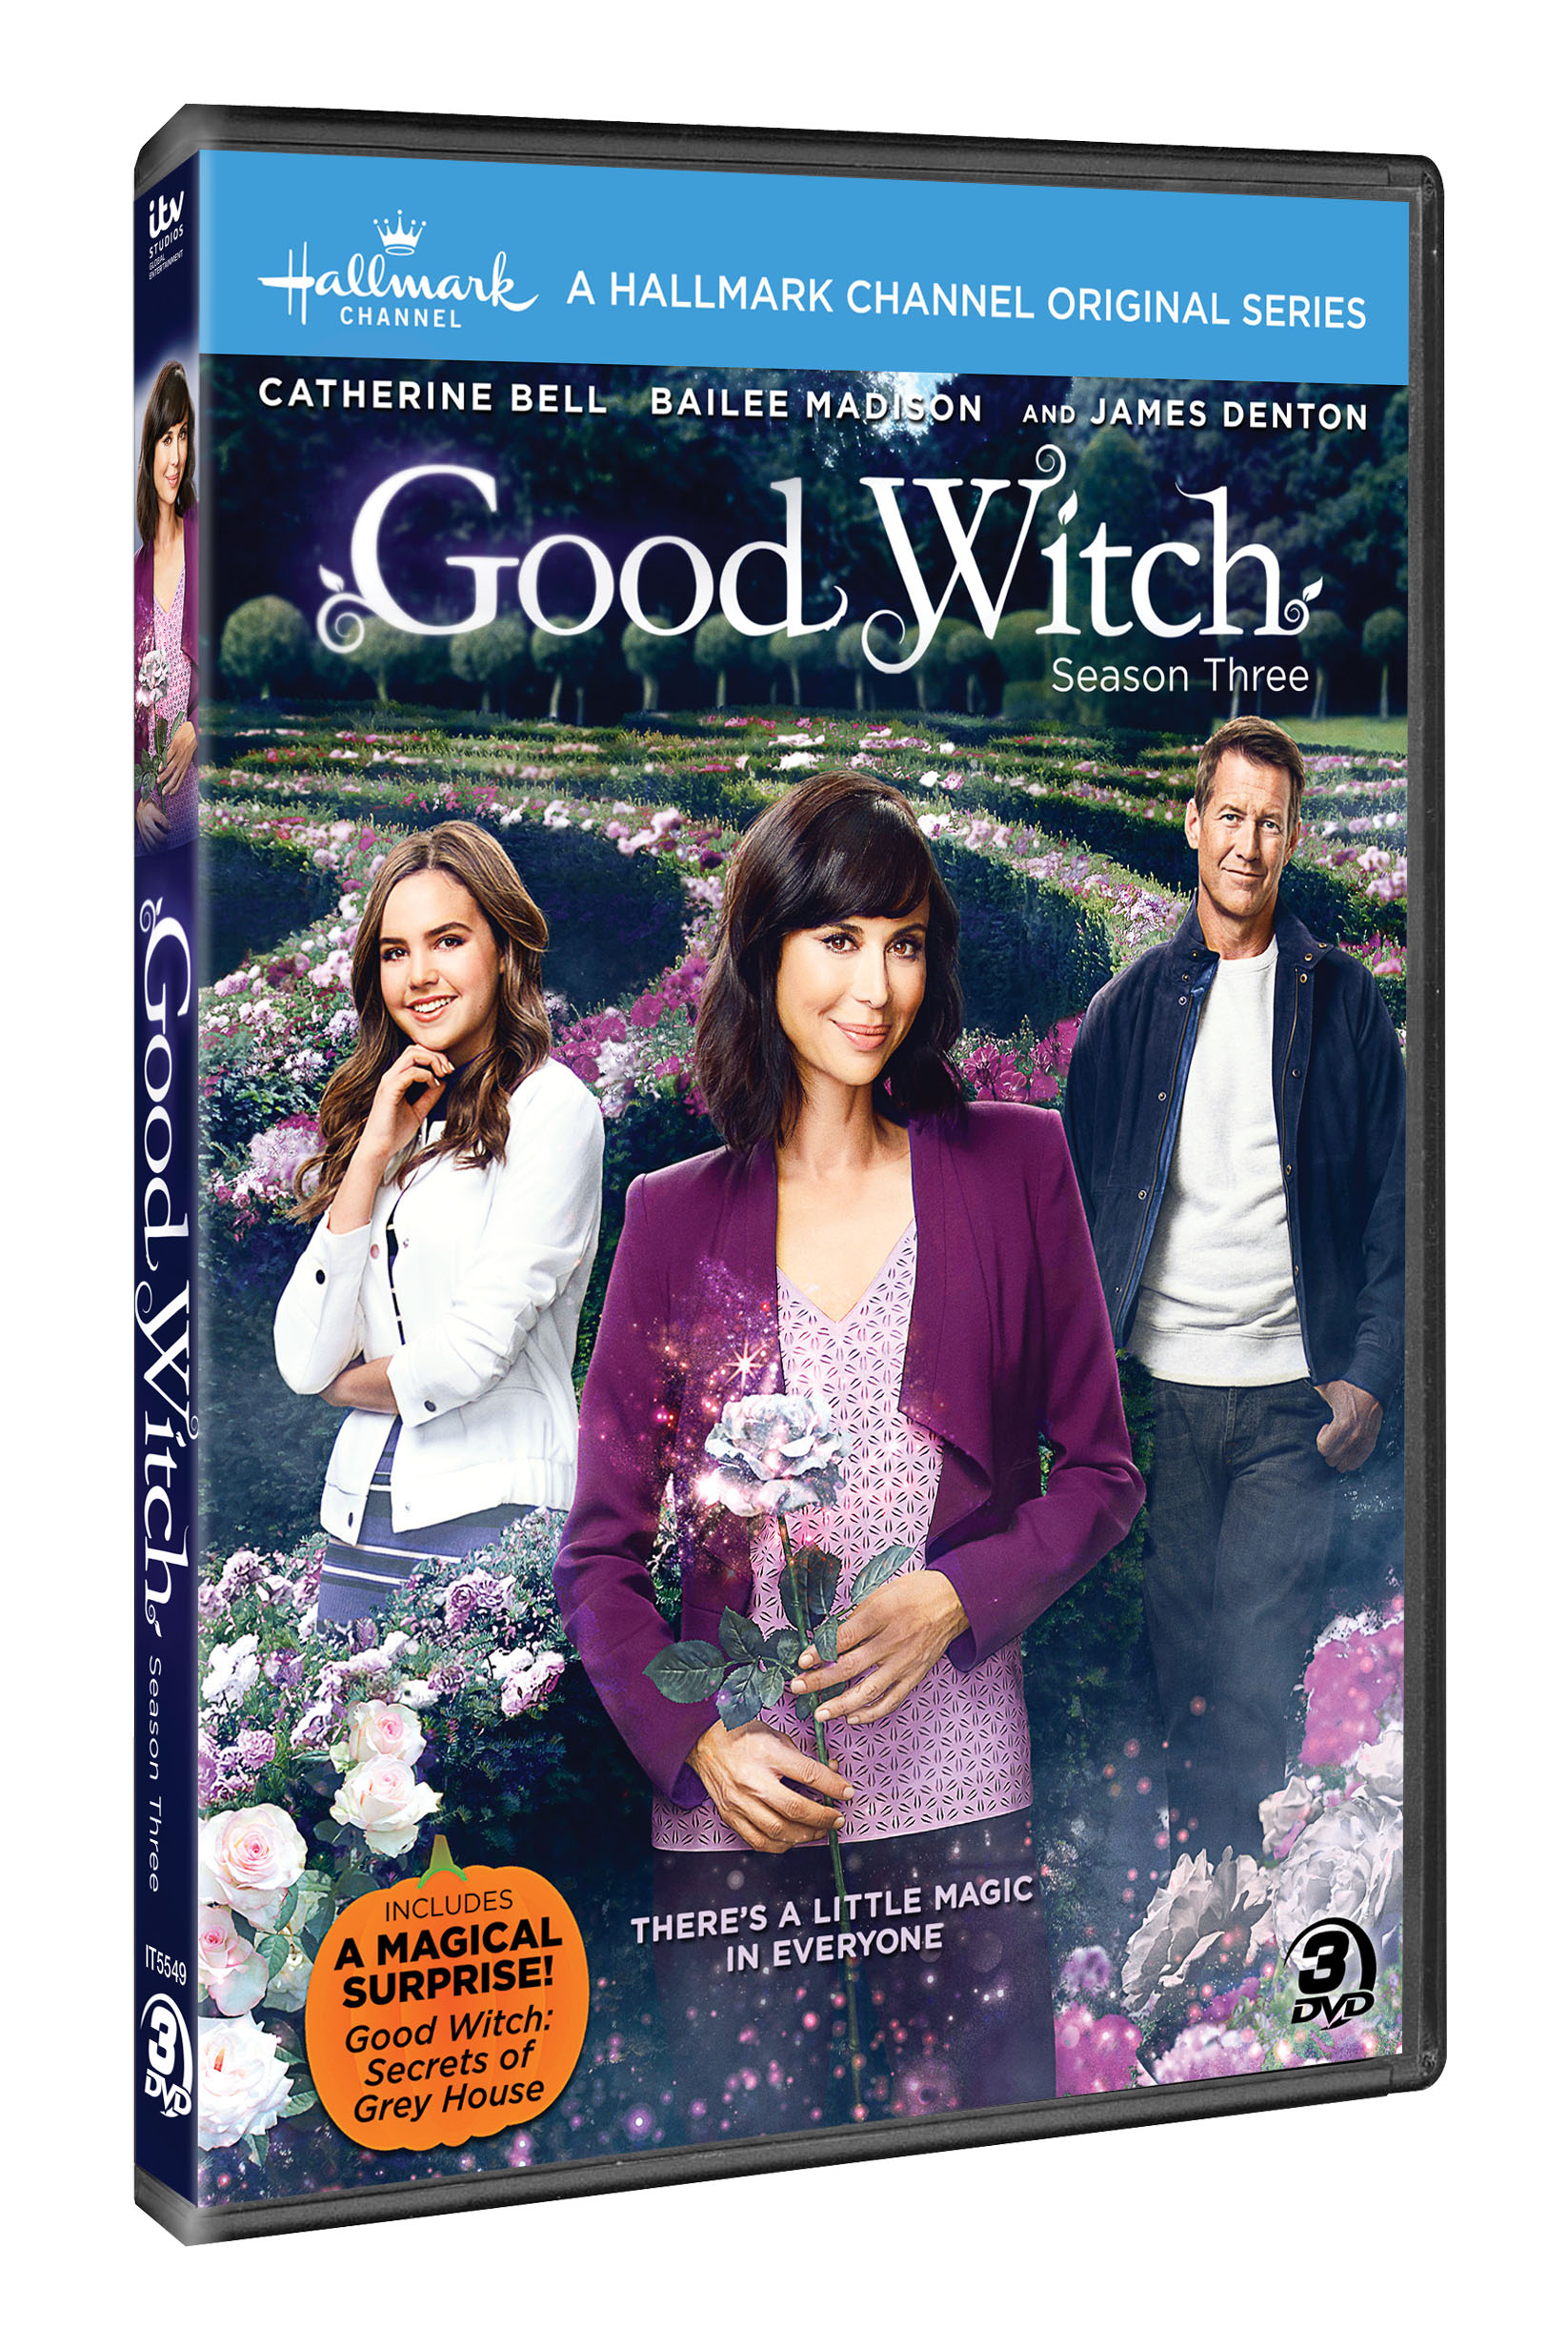 itv
STUDIOS
GLOBAL
ENTERTAINMENT
Good Witch
Season Three
IT5549
3
DVD
Hallmark
CHANNEL
A HALLMARK CHANNEL ORIGINAL SERIES
CATHERINE BELL BAILEE MADISON AND JAMES DENTON
Good Witch
Season Three
INCLUDES
A MAGICAL
SURPRISE!
Good Witch:
Secrets of
Grey House
THERE'S A LITTLE MAGIC
IN EVERYONE
3
DVD